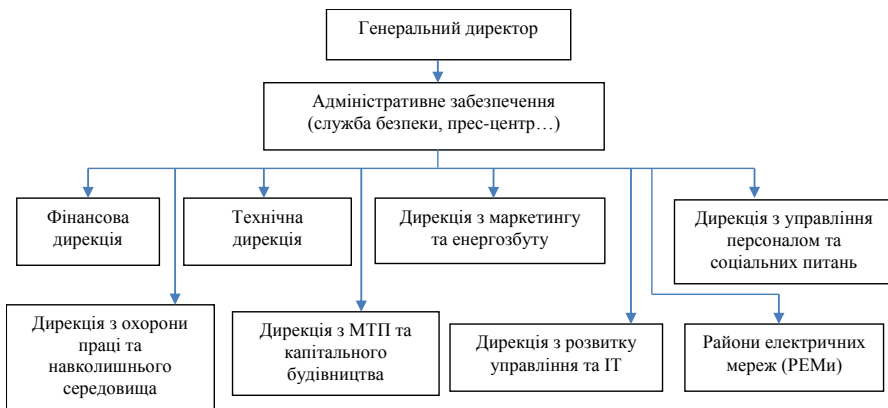 Генеральний директор
Адміністративне забезпечення
(служба безпеки, прес-центр…)
Фінансова
дирекція
Технічна
дирекція
Дирекція з маркетингу
та енергозбуту
Дирекція з управління
персоналом та
соціальних питань
Дирекція з охорони
праці та
навколишнього
середовища
Дирекція з МТП та
капітального
будівництва
Дирекція з розвитку
управління та ІТ
Райони електричних
мереж (РЕМи)